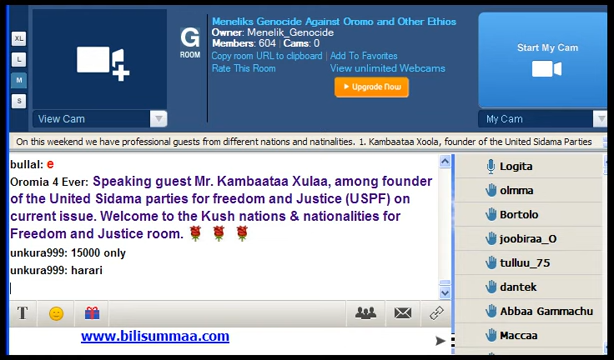 XL
L
M
S
View Cam
G
ROOM
Meneliks Genocide Against Oromo and Other Ethios
Owner: Menelik_Genocide
Members: 604 | Cams: 0
Copy room URL to clipboard | Add To Favorites
Rate This Room View unlimited Webcams
Upgrade Now
Start My Cam
My Cam
On this weekend we have professional guests from different nations and natinalities. 1. Kambaataa Xoola, founder of the United Sidama Parties
bullal: e
Oromia 4 Ever: Speaking guest Mr. Kambaataa Xulaa, among founder
of the United Sidama parties for freedom and Justice (USPF) on
current issue. Welcome to the Kush nations & nationalities for
Freedom and Justice room.
unkura999: 15000 only
unkura999: harari
T
www.bilisummaa.com
Logita
olmma
Bortolo
joobiraa_O
tulluu_75
dantek
Abbaa Gammachu
Maccaa